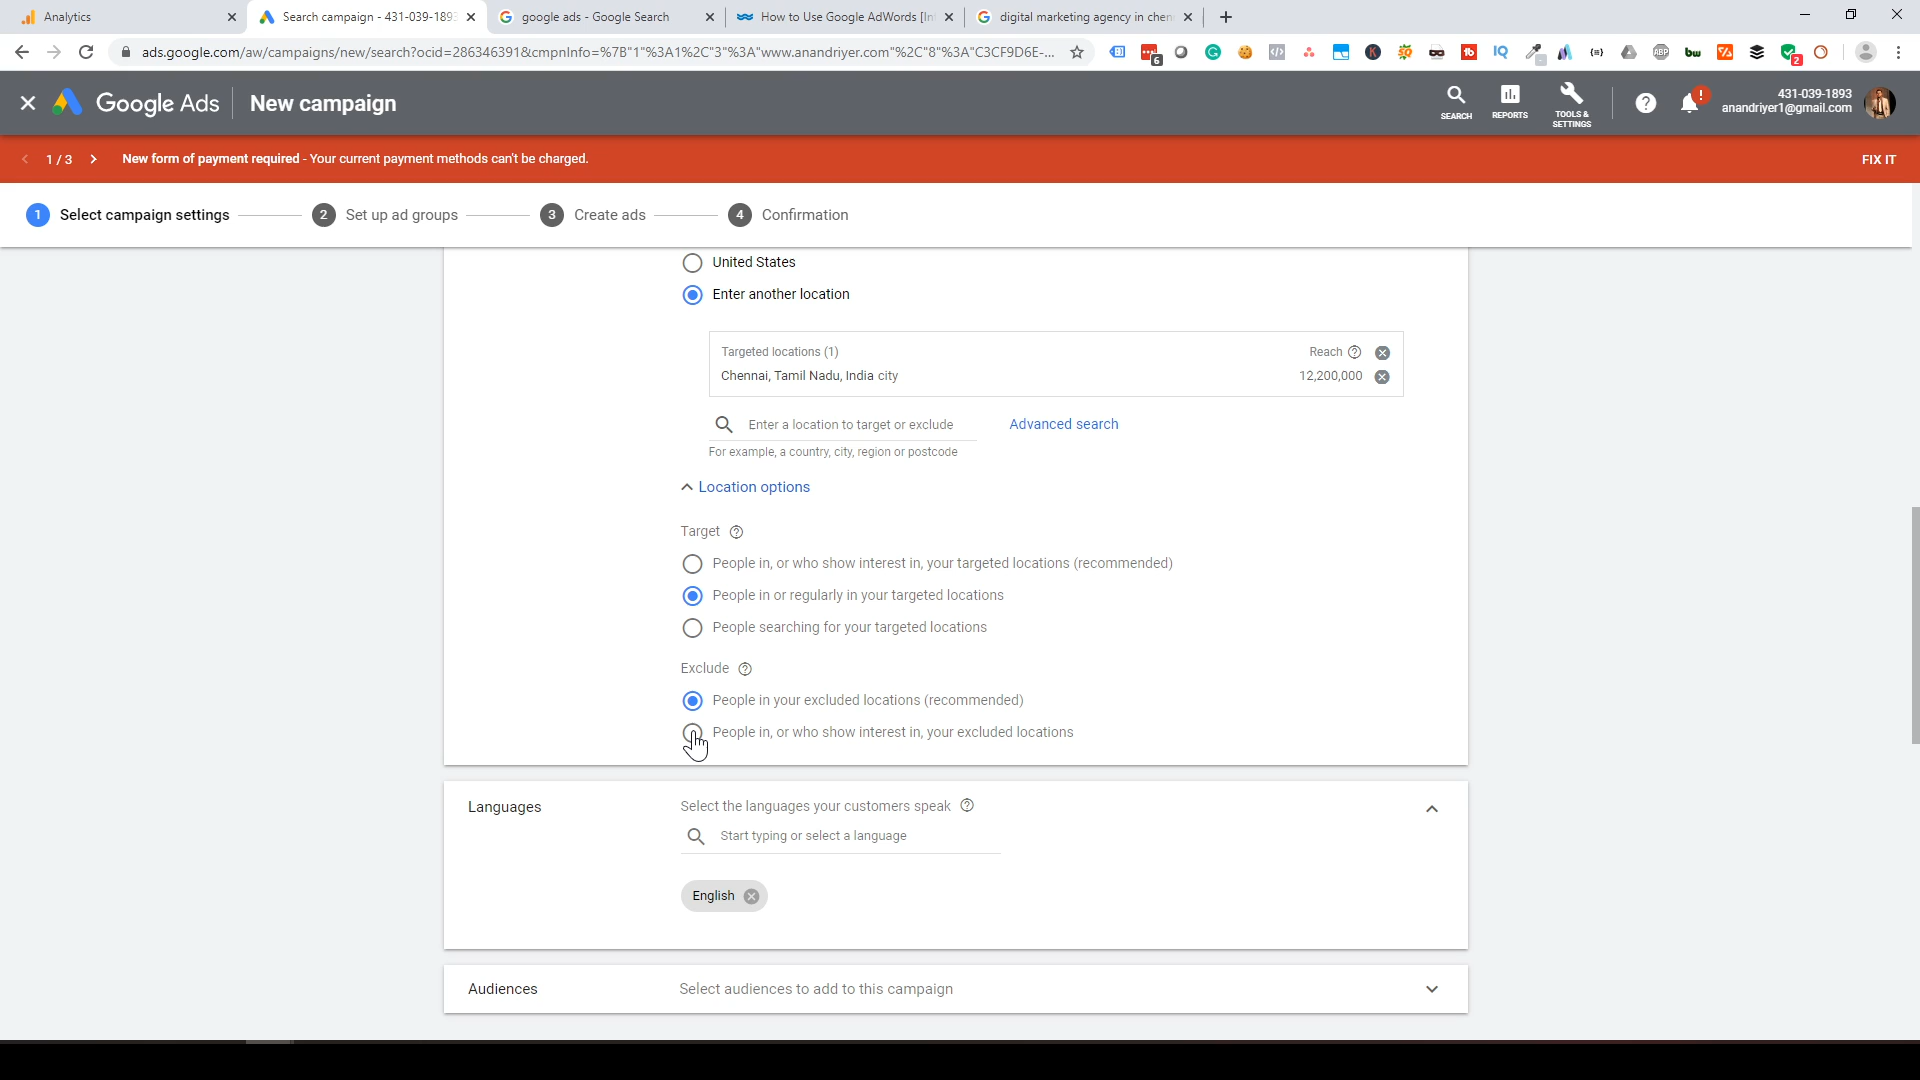 Analytics
Search campaign - 431-039-189
google ads - Google Search
How to Use Google AdWords [In
digital marketing agency in chen
ads.google.com/aw/campaigns/new/search?ocid=286346391&cmpnInfo=%7B"1"%3A1%2C"3"%3A"www.anandriyer.com"%2C"8"%3A"C3CF9D6E-...
Google Ads
New campaign
SEARCH
REPORTS
TOOLS & SETTINGS
431-039-1893
anandriyer1@gmail.com
1 / 3
New form of payment required - Your current payment methods can't be charged.
FIX IT
1 Select campaign settings
2 Set up ad groups
3 Create ads
4 Confirmation
United States
Enter another location
Targeted locations (1)
Reach
Chennai, Tamil Nadu, India city
12,200,000
Enter a location to target or exclude
Advanced search
For example, a country, city, region or postcode
Location options
Target
People in, or who show interest in, your targeted locations (recommended)
People in or regularly in your targeted locations
People searching for your targeted locations
Exclude
People in your excluded locations (recommended)
People in, or who show interest in, your excluded locations
Languages
Select the languages your customers speak
Start typing or select a language
English
Audiences
Select audiences to add to this campaign